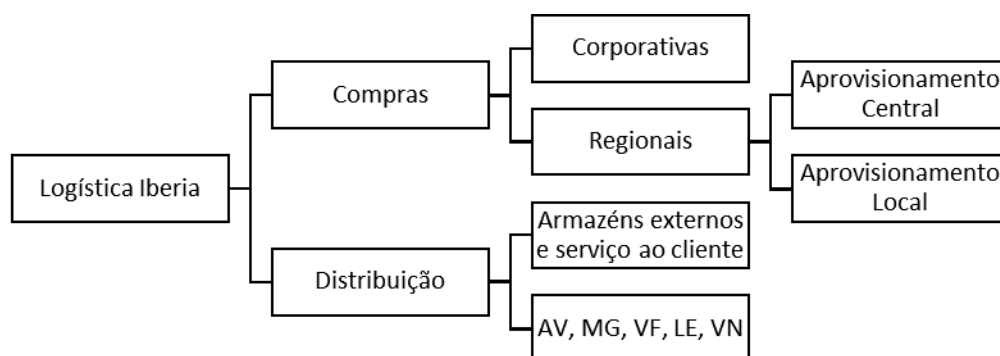 Corporativas
Compras
Aprovisionamento
Central
Regionais
Logística Iberia
Aprovisionamento
Local
Armazéns externos
e serviço ao cliente
Distribuição
AV, MG, VF, LE, VN